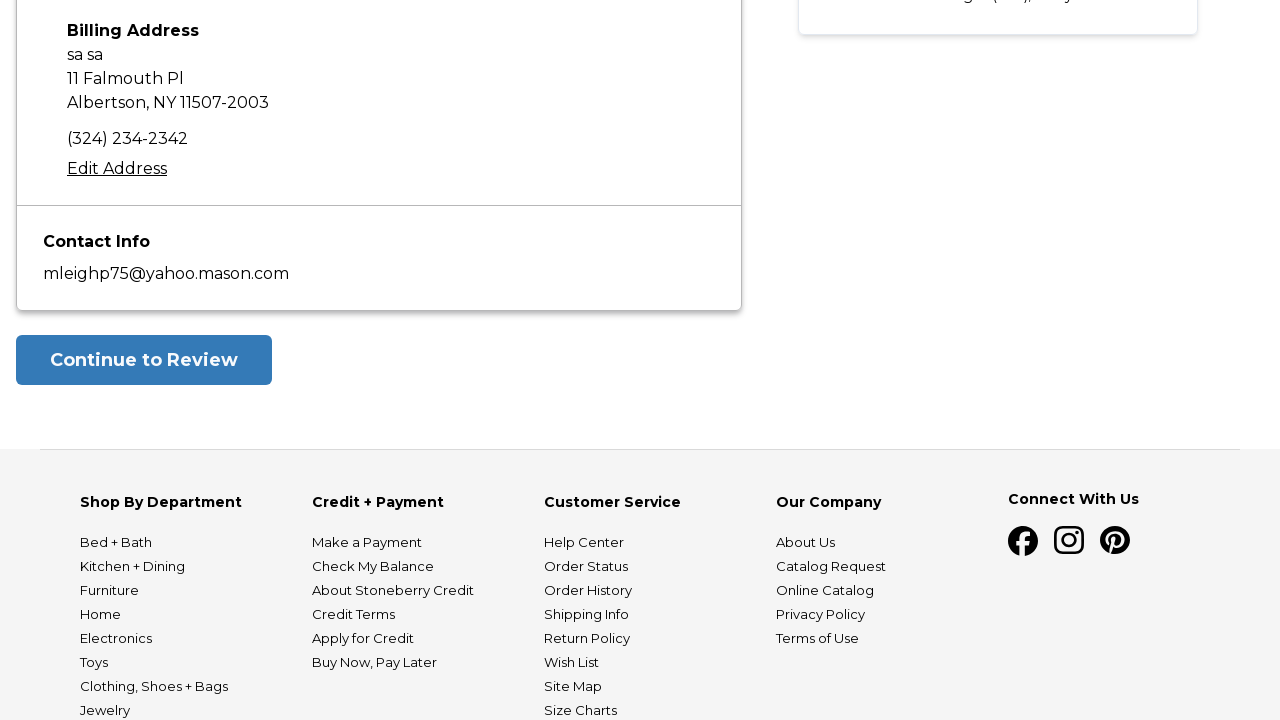 Billing Address
sa sa
11 Falmouth Pl
Albertson, NY 11507-2003
(324) 234-2342
Edit Address
Contact Info
mleighp75@yahoo.mason.com
Continue to Review
Shop By Department
Bed + Bath
Kitchen + Dining
Furniture
Home
Electronics
Toys
Clothing, Shoes + Bags
Jewelry
Credit + Payment
Make a Payment
Check My Balance
About Stoneberry Credit
Credit Terms
Apply for Credit
Buy Now, Pay Later
Customer Service
Help Center
Order Status
Order History
Shipping Info
Return Policy
Wish List
Site Map
Size Charts
Our Company
About Us
Catalog Request
Online Catalog
Privacy Policy
Terms of Use
Connect With Us